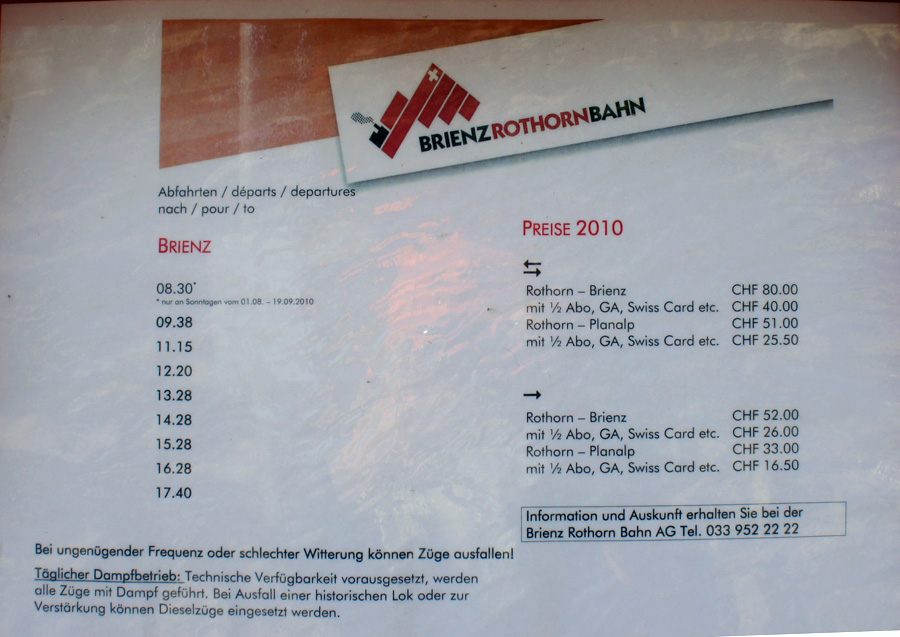 BRIENZROTHORNBAHN
Abfahrten / départs / departures
nach / pour / to
BRIENZ
08.30*
* nur an Sonntagen vom 01.08. – 19.09.2010
09.38
11.15
12.20
13.28
14.28
15.28
16.28
17.40
PREISE 2010
⇆
Rothorn – Brienz CHF 80.00
mit ½ Abo, GA, Swiss Card etc. CHF 40.00
Rothorn – Planalp CHF 51.00
mit ½ Abo, GA, Swiss Card etc. CHF 25.50
→
Rothorn – Brienz CHF 52.00
mit ½ Abo, GA, Swiss Card etc. CHF 26.00
Rothorn – Planalp CHF 33.00
mit ½ Abo, GA, Swiss Card etc. CHF 16.50
Information und Auskunft erhalten Sie bei der
Brienz Rothorn Bahn AG Tel. 033 952 22 22
Bei ungenügender Frequenz oder schlechter Witterung können Züge ausfallen!
Täglicher Dampfbetrieb: Technische Verfügbarkeit vorausgesetzt, werden
alle Züge mit Dampf geführt. Bei Ausfall einer historischen Lok oder zur
Verstärkung können Dieselzüge eingesetzt werden.